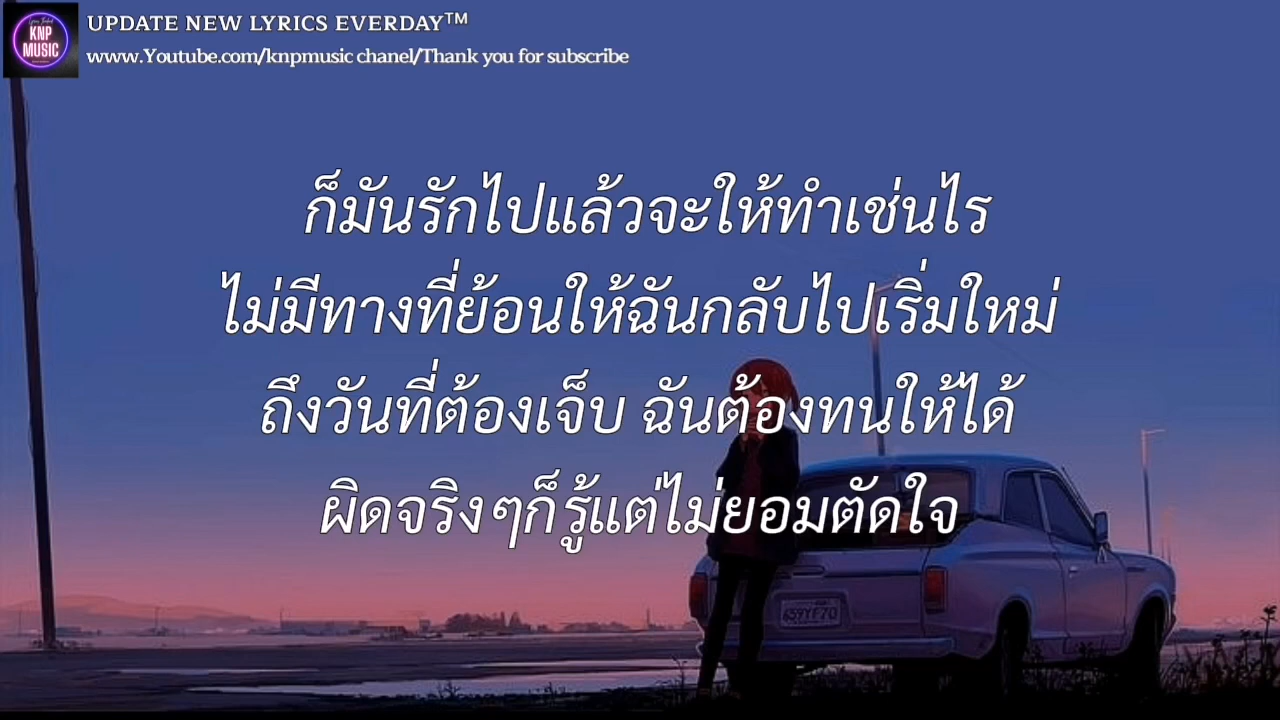 KNP
MUSIC
UPDATE NEW LYRICS EVERDAY™
www.Youtube.com/knpmusic chanel/Thank you for subscribe
ก็มันรักไปแล้วจะให้ทำเช่นไร
ไม่มีทางที่ย้อนให้ฉันกลับไปเริ่มใหม่
ถึงวันที่ต้องเจ็บ ฉันต้องทนให้ได้
ผิดจริงๆก็รู้แต่ไม่ยอมตัดใจ
659YF70